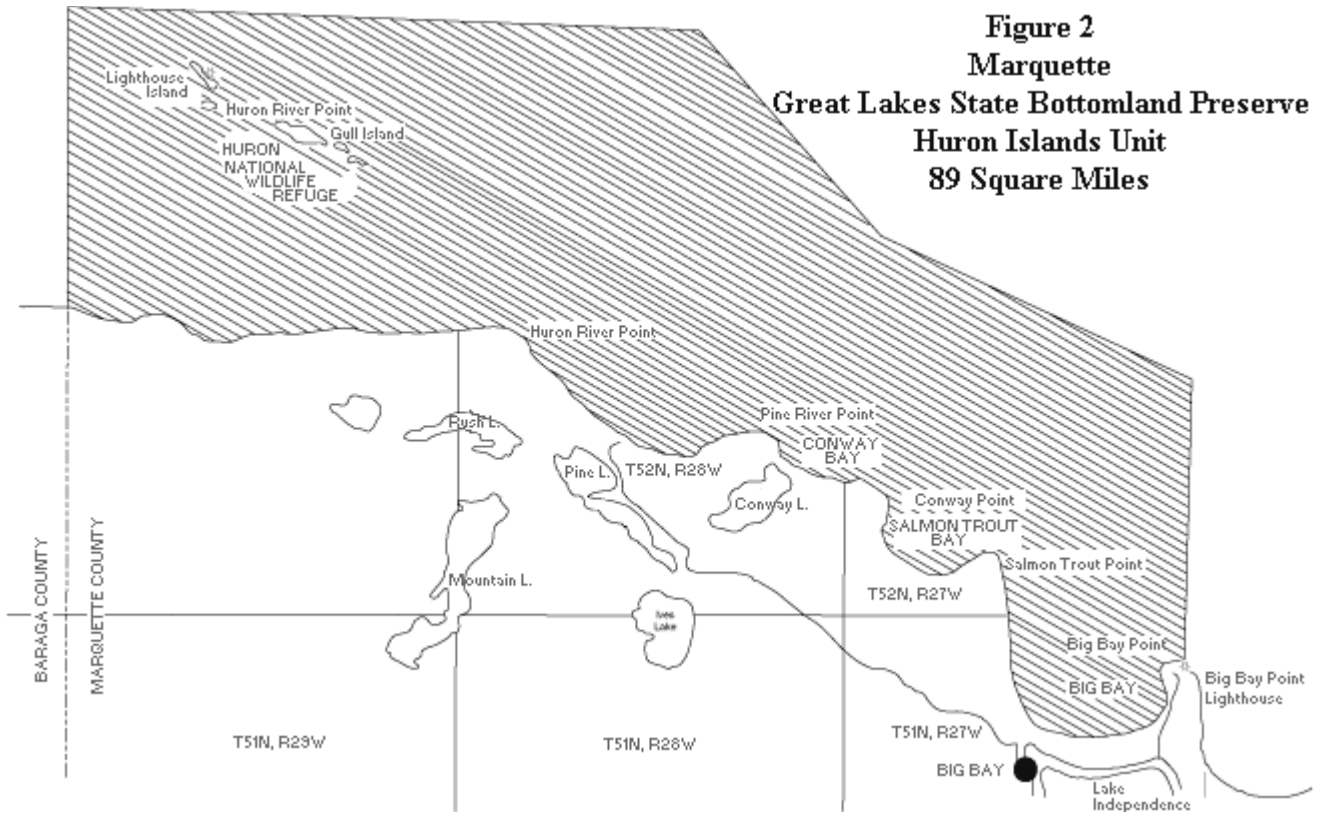 Figure 2
Marquette
Great Lakes State Bottomland Preserve
Huron Islands Unit
89 Square Miles
Lighthouse
Island
Huron River Point
Gull Island
HURON
NATIONAL
WILDLIFE
REFUGE
Huron River Point
Rush L.
Pine River Point
CONWAY
BAY
Pine L.
T52N, R28W
Conway L.
Conway Point
SALMON TROUT
BAY
Salmon Trout Point
Mountain L.
T52N, R27W
Ives
Lake
BARAGA COUNTY
MARQUETTE COUNTY
Big Bay Point
BIG BAY
Big Bay Point
Lighthouse
T51N, R29W
T51N, R28W
T51N, R27W
BIG BAY
Lake
Independence